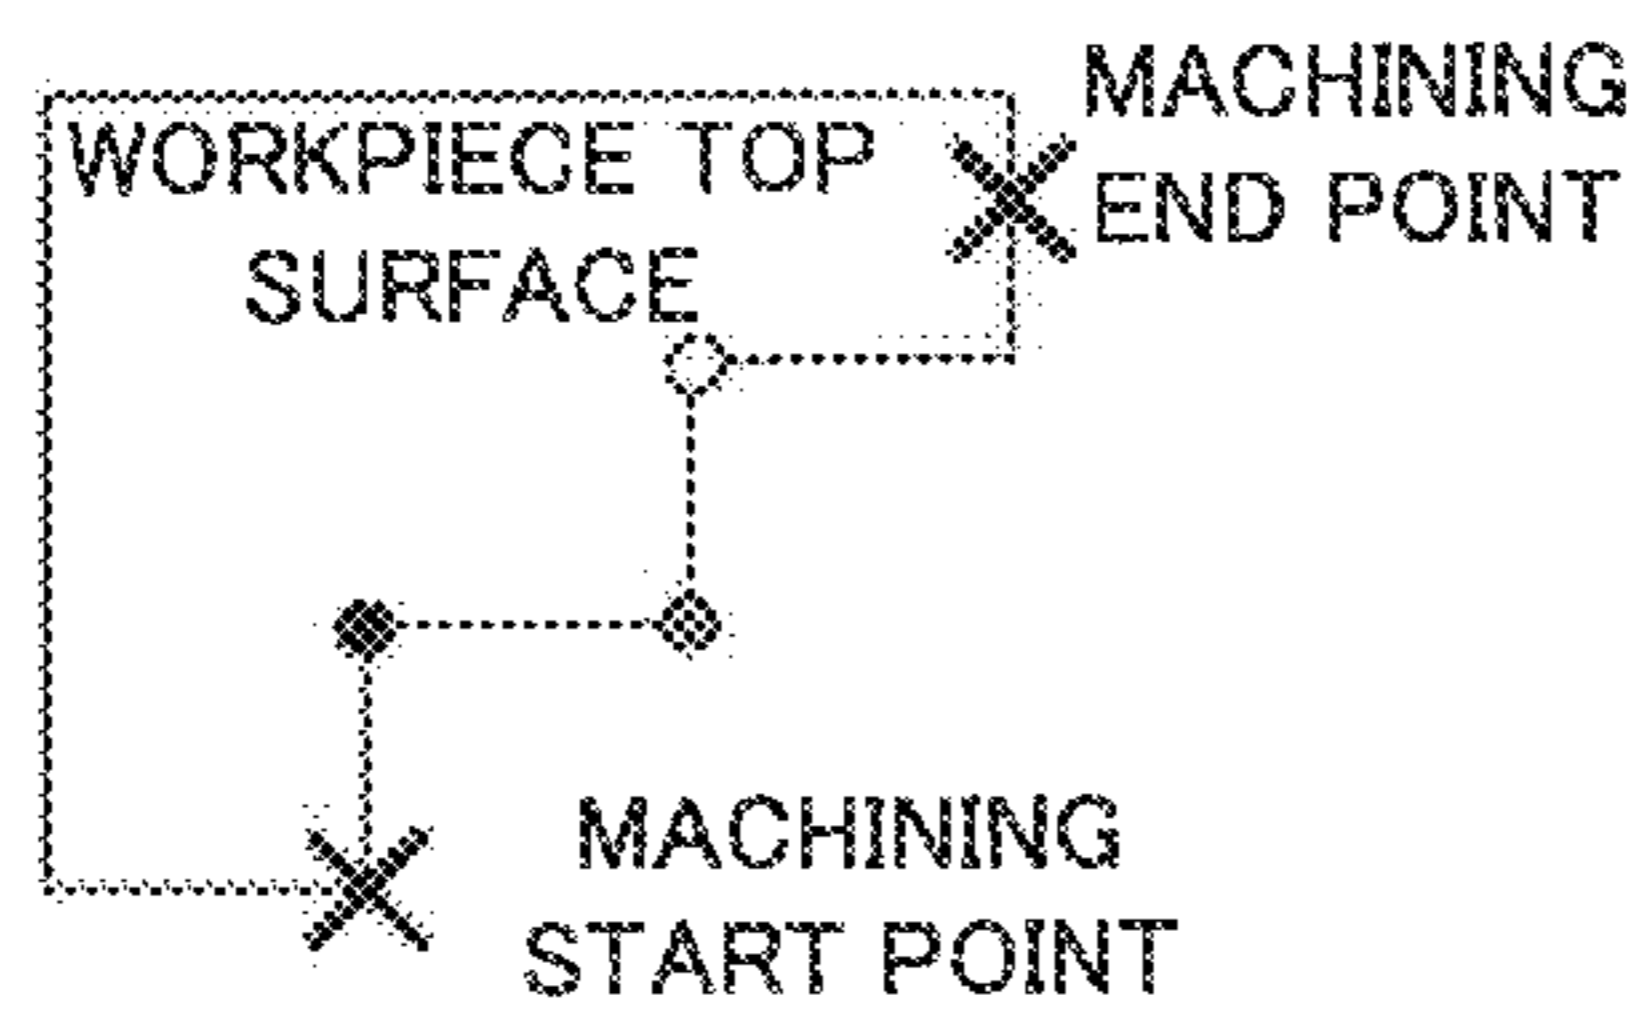 WORKPIECE TOP
SURFACE
MACHINING
END POINT
MACHINING
START POINT